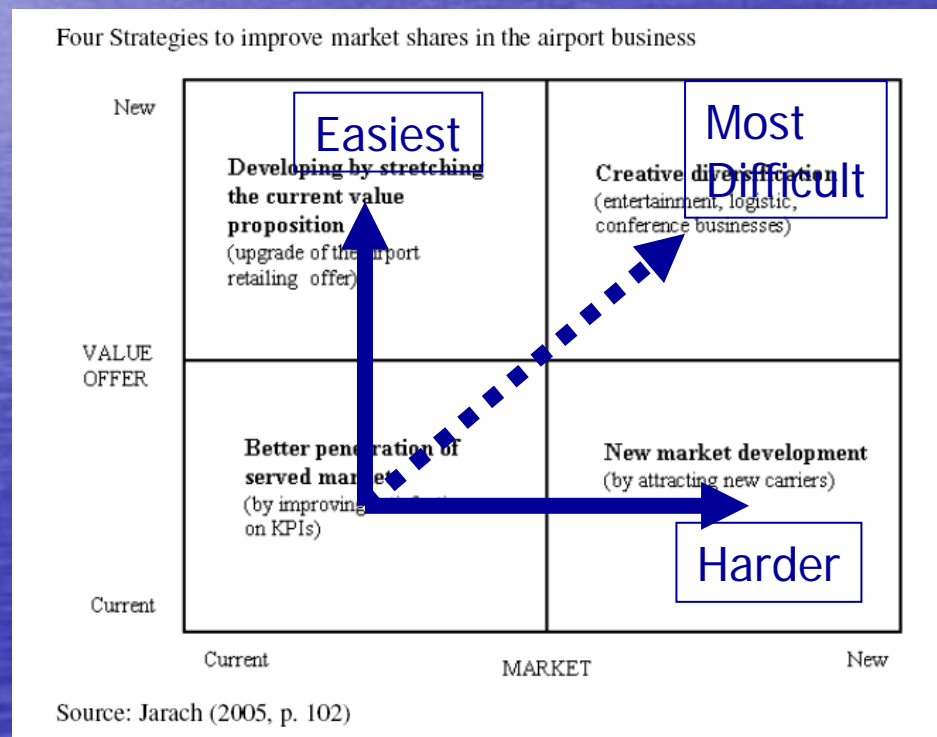 Four Strategies to improve market shares in the airport business
New
Easiest
Developing by stretching
the current value
proposition
(upgrade of the airport
retailing offer)
Most
Difficult
Creative diversification
(entertainment, logistic,
conference businesses)
VALUE
OFFER
Better penetration of
served market
(by improving
on KPIs)
New market development
(by attracting new carriers)
Harder
Current
Current
MARKET
New
Source: Jarach (2005, p. 102)